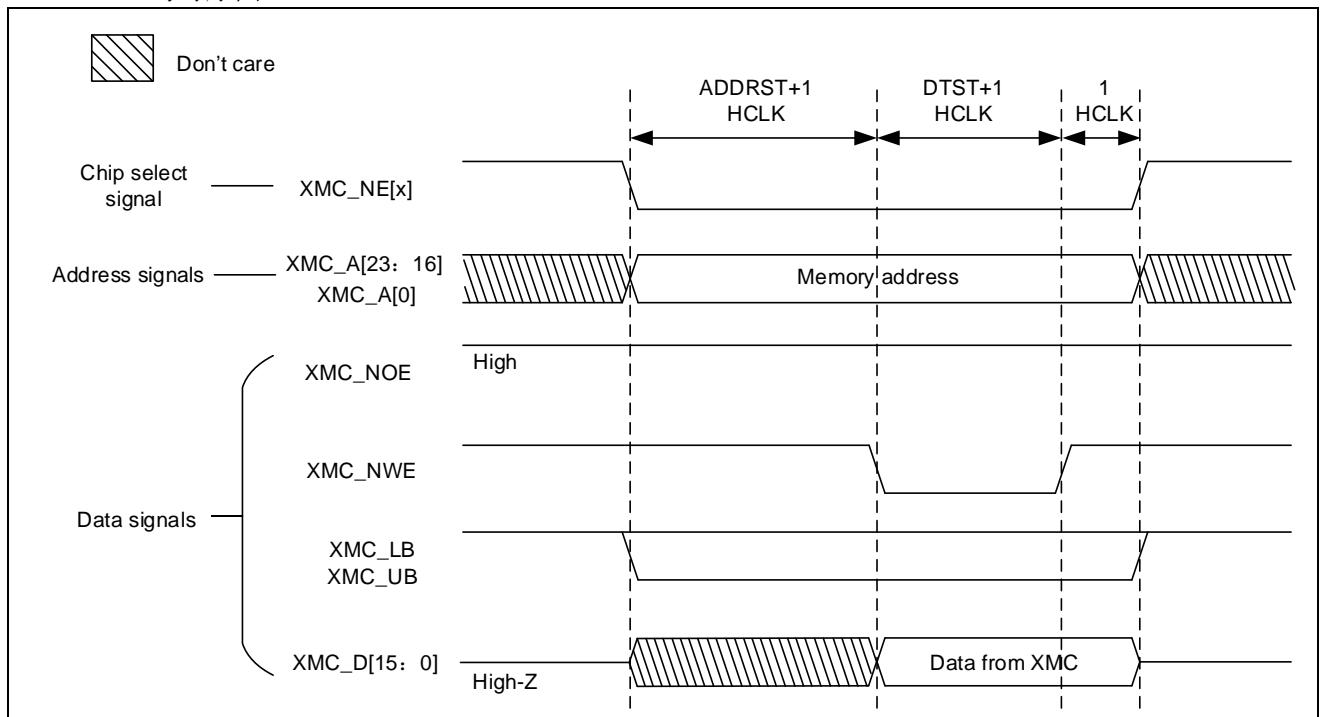 Don't care
ADDRST+1
HCLK
DTST+1
HCLK
1
HCLK
Chip select
signal
XMC_NE[x]
Address signals
XMC_A[23：16]
XMC_A[0]
Memory address
XMC_NOE
High
XMC_NWE
Data signals
XMC_LB
XMC_UB
XMC_D[15：0]
High-Z
Data from XMC